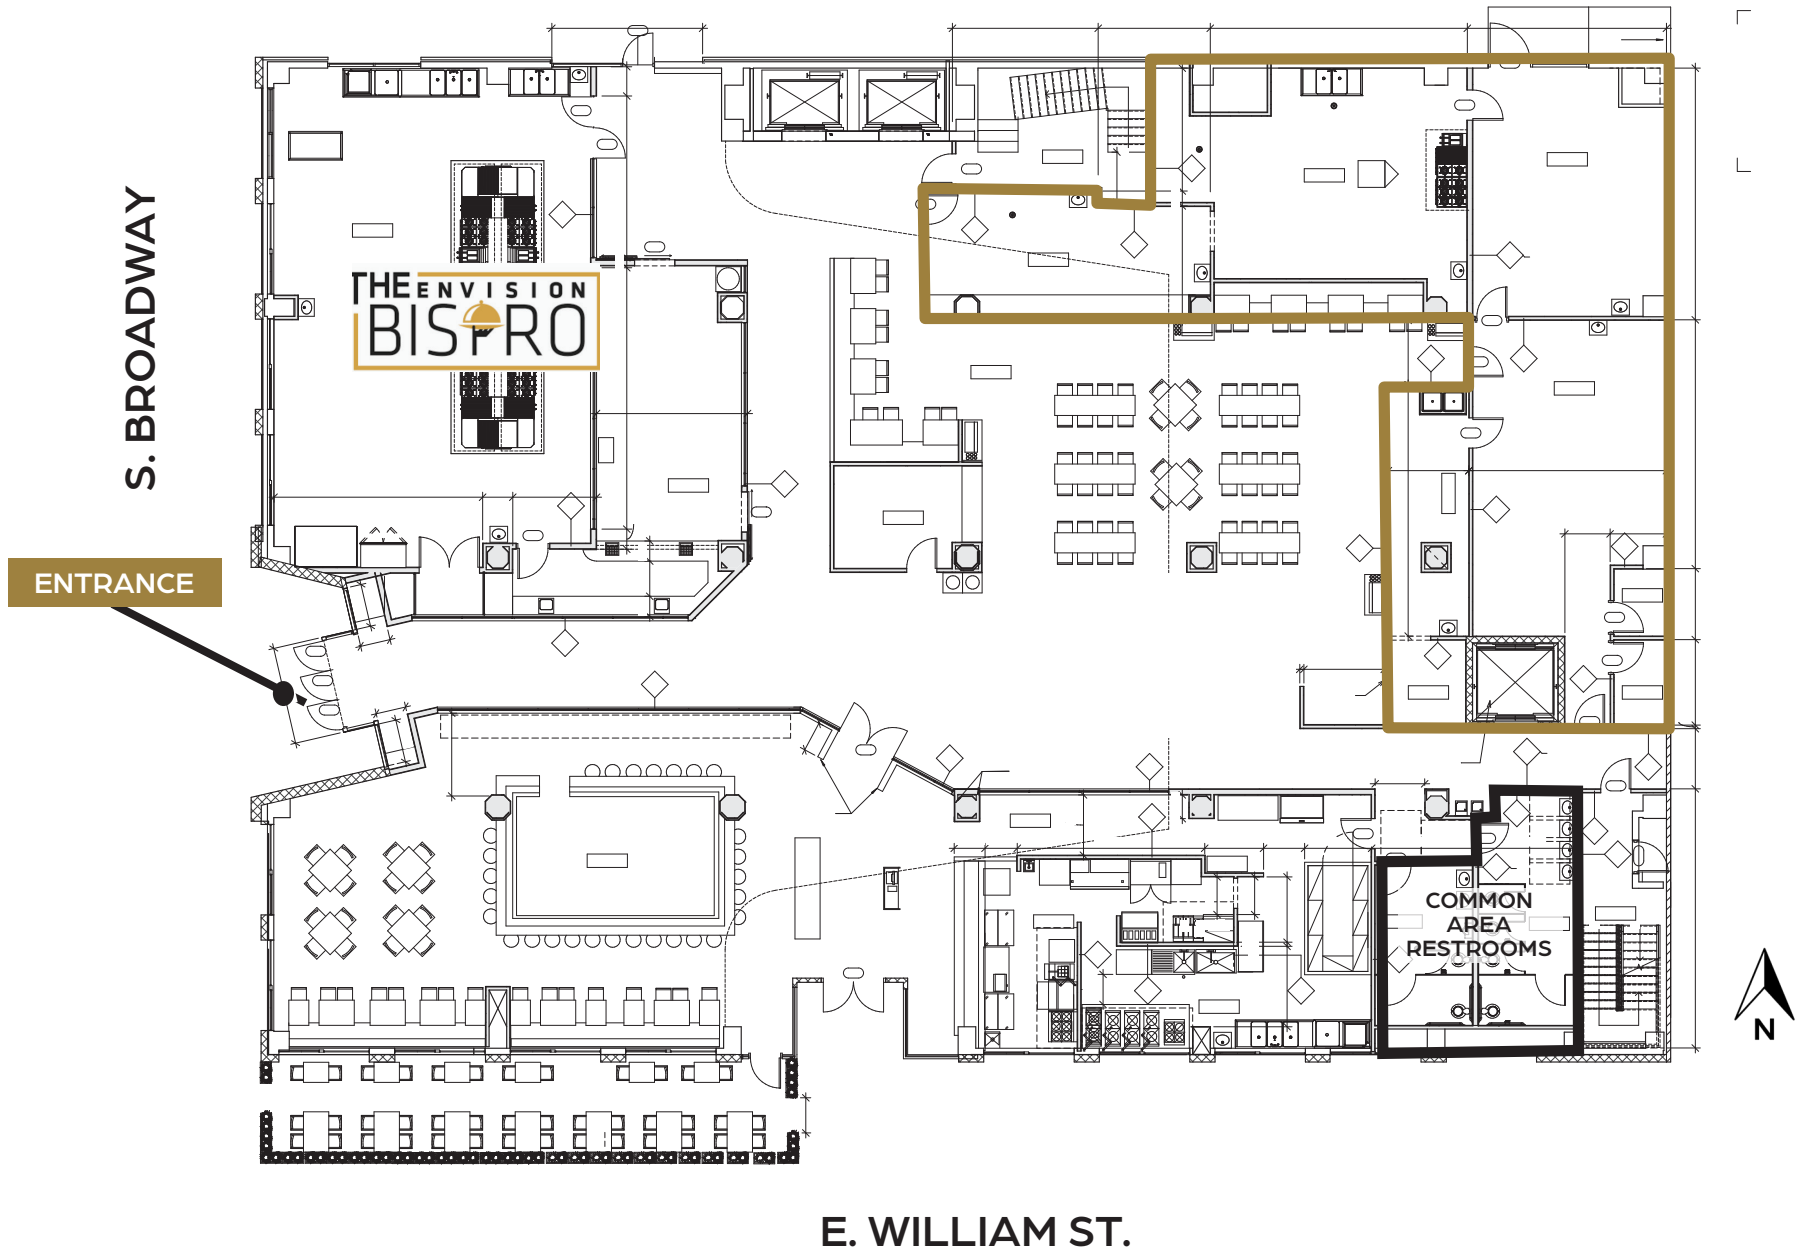 S. BROADWAY
THE ENVISION
BISTRO
ENTRANCE
COMMON
AREA
RESTROOMS
N
E. WILLIAM ST.